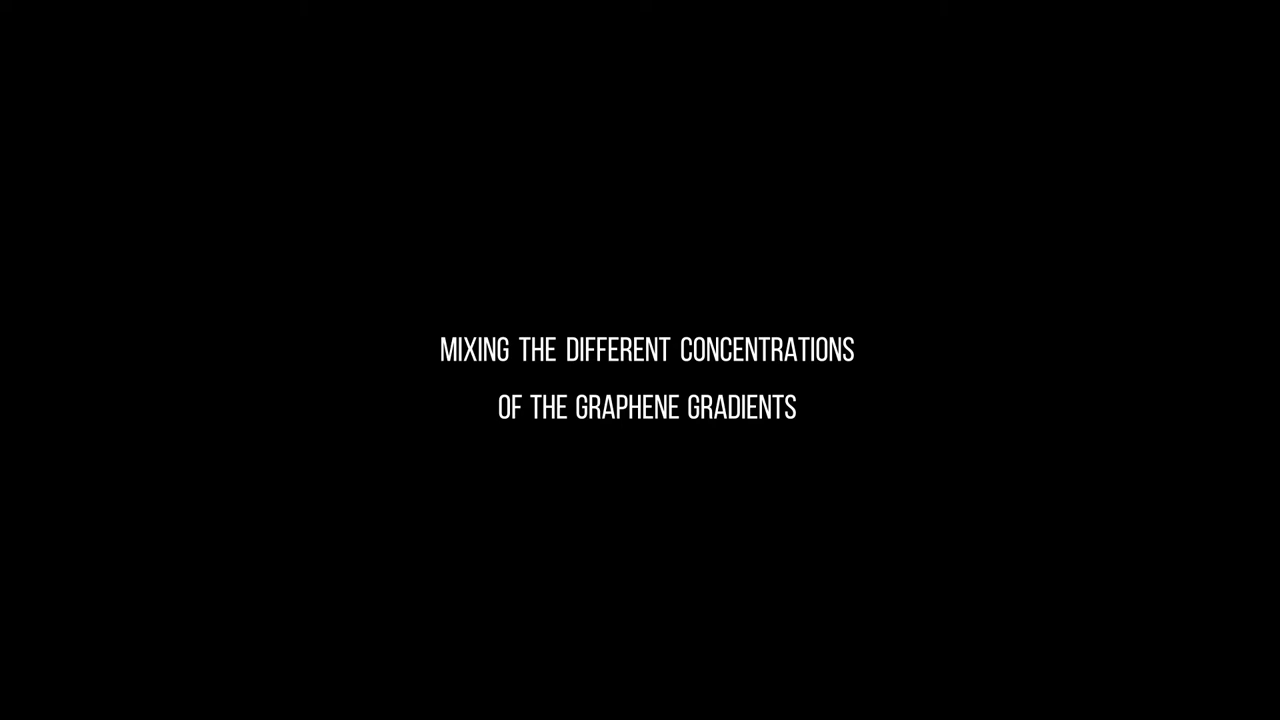 MIXING THE DIFFERENT CONCENTRATIONS
OF THE GRAPHENE GRADIENTS